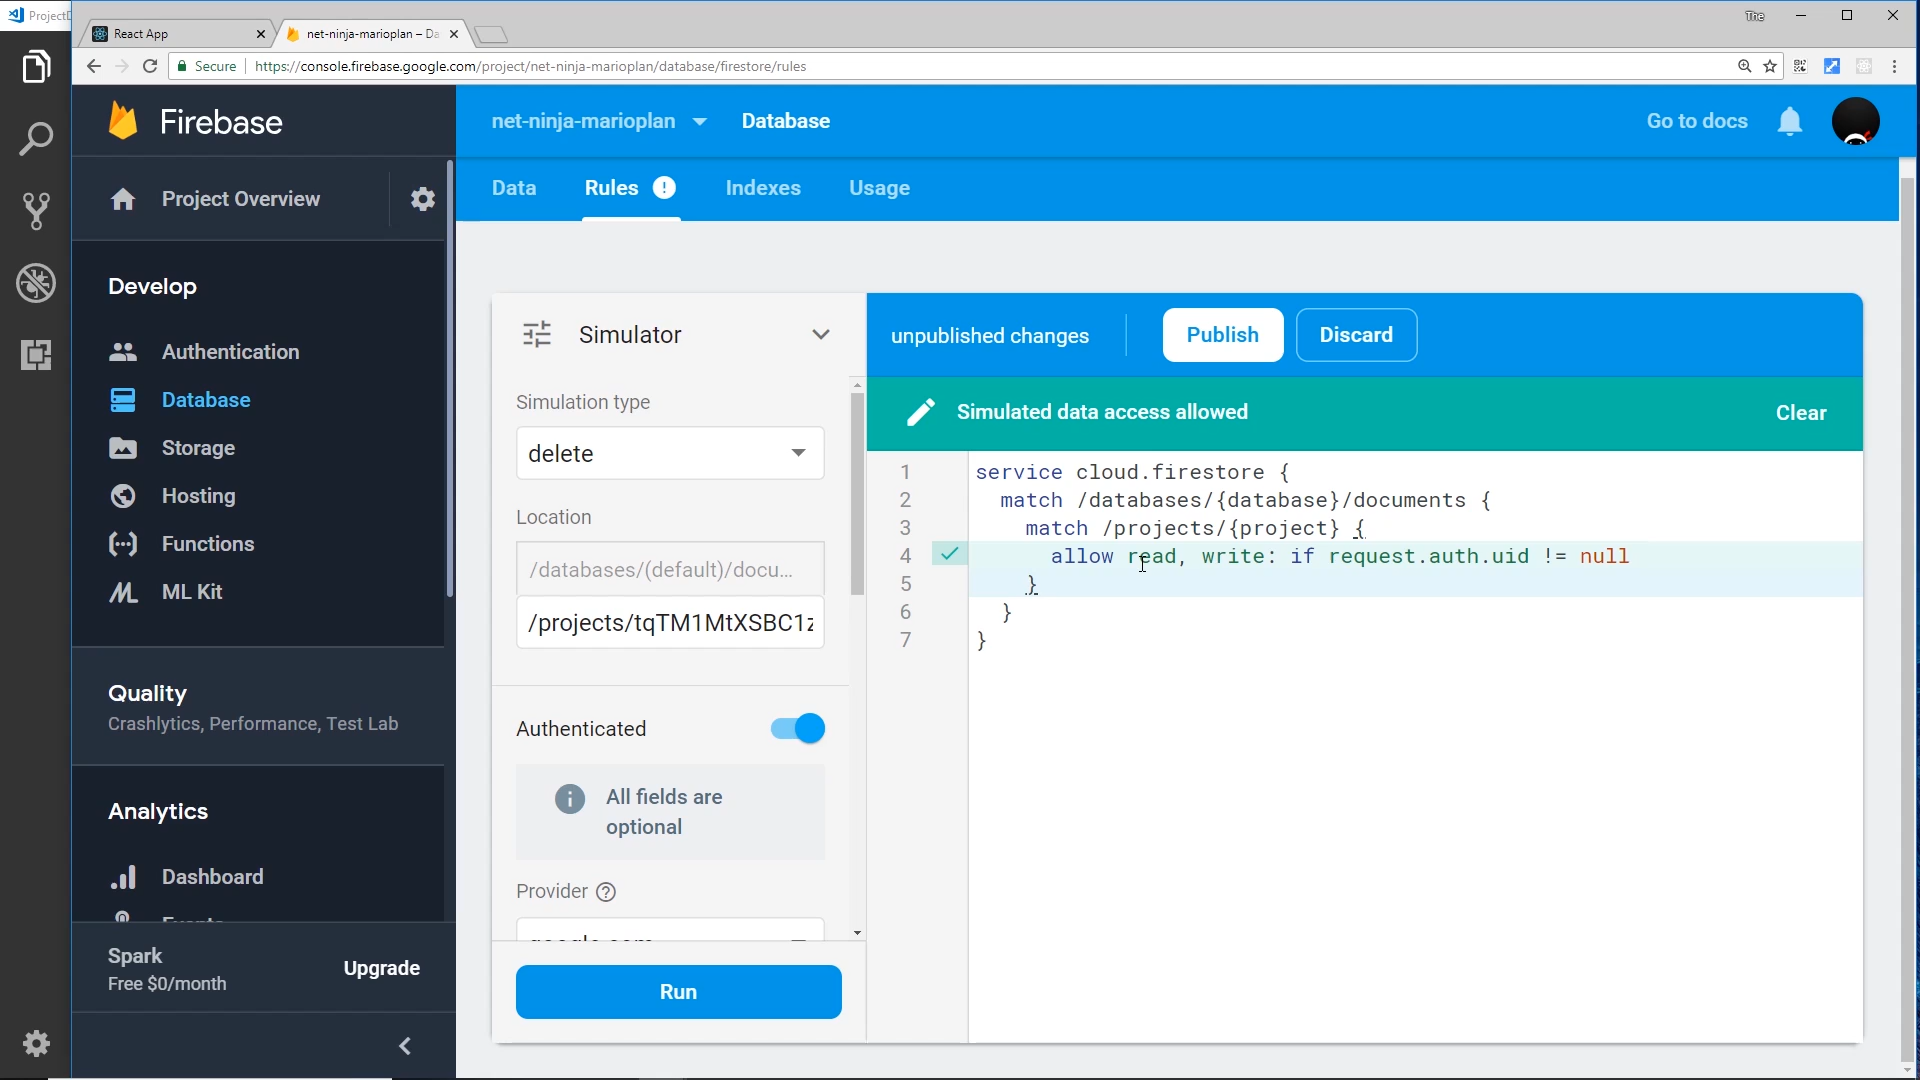 ProjectD
React App
net-ninja-marioplan – Da
The
Secure
https://console.firebase.google.com/project/net-ninja-marioplan/database/firestore/rules
Firebase
net-ninja-marioplan
Database
Go to docs
Project Overview
Data
Rules
!
Indexes
Usage
Develop
Authentication
Database
Storage
Hosting
Functions
ML Kit
Quality
Crashlytics, Performance, Test Lab
Analytics
Dashboard
Spark
Free $0/month
Upgrade
Simulator
Simulation type
delete
Location
/databases/(default)/docu...
/projects/tqTM1MtXSBC1z
Authenticated
All fields are
optional
Provider
Run
unpublished changes
Publish
Discard
Simulated data access allowed
Clear
1 service cloud.firestore {
2 match /databases/{database}/documents {
3 match /projects/{project} {
4 allow read, write: if request.auth.uid != null
5 }
6 }
7 }